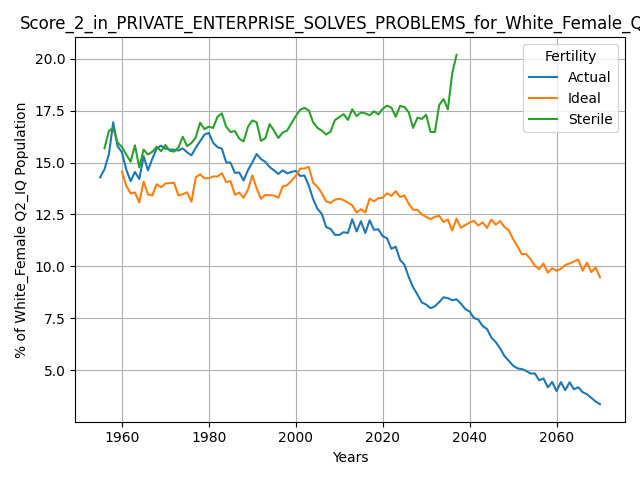 Score_2_in_PRIVATE_ENTERPRISE_SOLVES_PROBLEMS_for_White_Female_Q
20.0
17.5
15.0
12.5
10.0
7.5
5.0
% of White_Female Q2_IQ Population
Fertility
Actual
Ideal
Sterile
1960
1980
2000
2020
2040
2060
Years